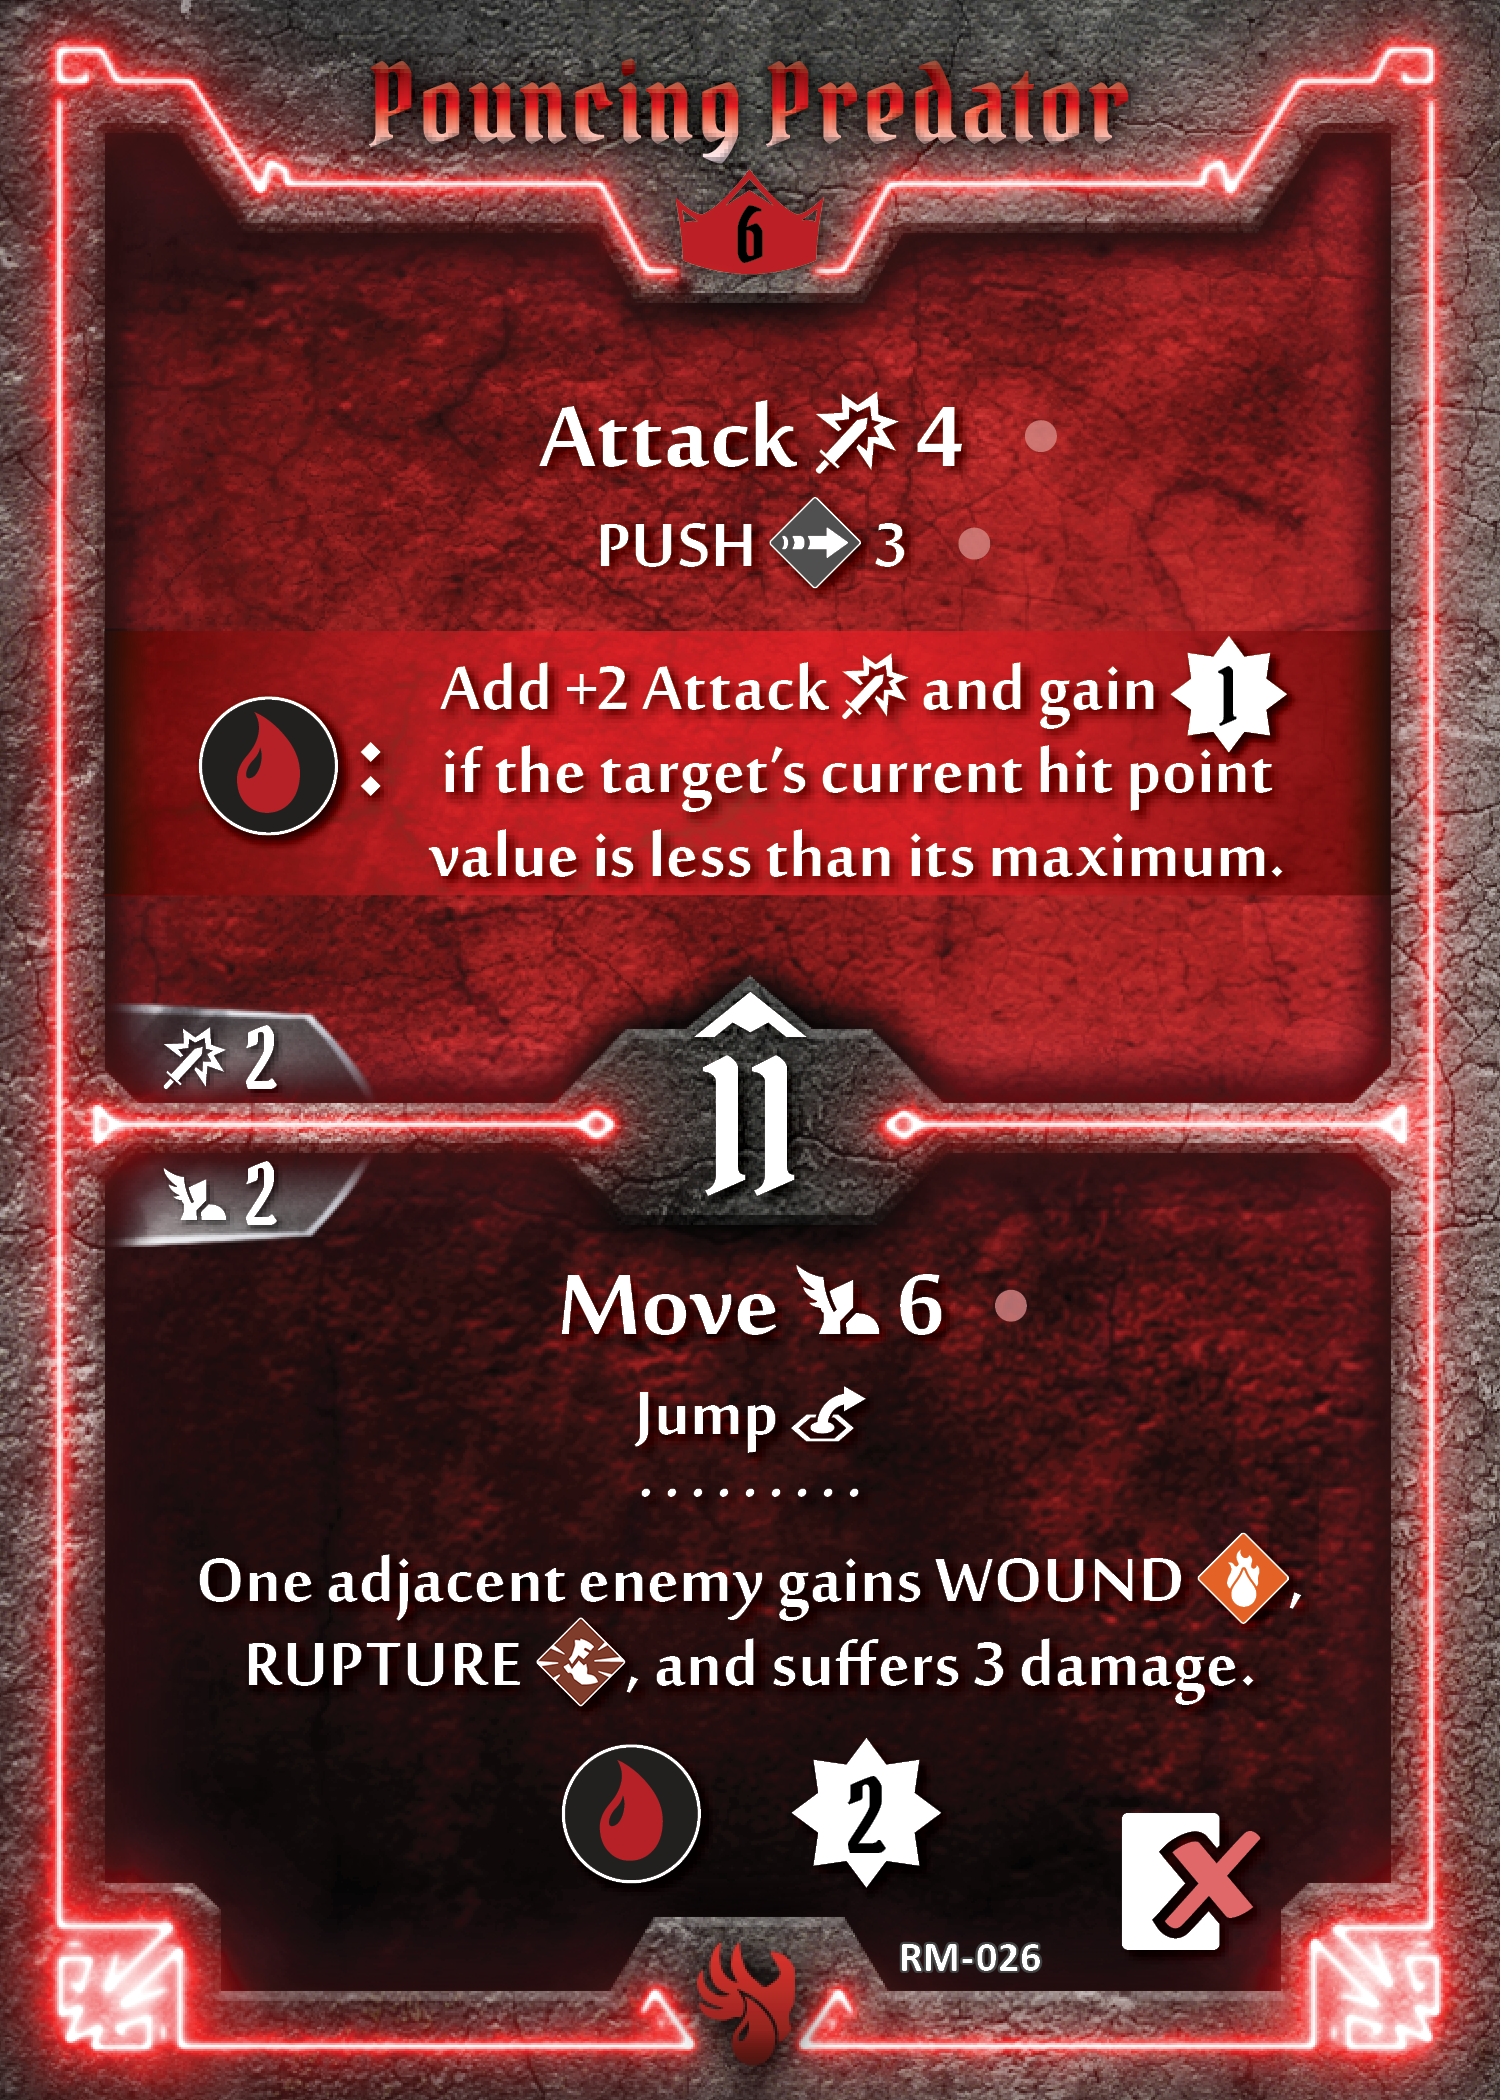 Pouncing Predator
6
Attack 4
PUSH 3
Add +2 Attack and gain 1
: if the target's current hit point
value is less than its maximum.
2
11
2
Move 6
Jump
.........
One adjacent enemy gains WOUND ,
RUPTURE , and suffers 3 damage.
2
RM-026